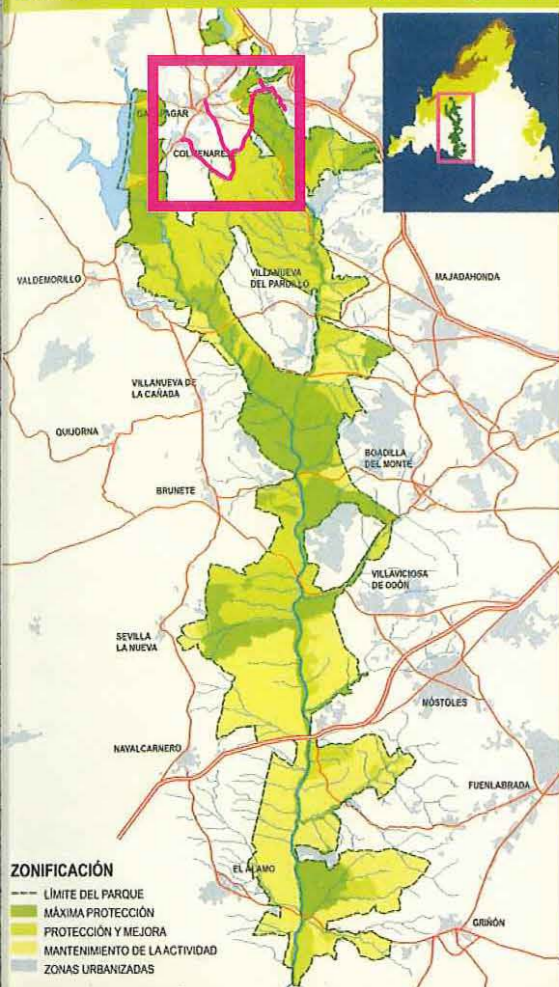 GALAPAGAR
COLMENAREJO
VALDEMORILLO
VILLANUEVA
DEL PARDILLO
MAJADAHONDA
VILLANUEVA DE
LA CAÑADA
QUIJORNA
BOADILLA
DEL MONTE
BRUNETE
VILLAVICIOSA
DE ODÓN
SEVILLA
LA NUEVA
MÓSTOLES
NAVALCARNERO
FUENLABRADA
EL ÁLAMO
GRIÑÓN
ZONIFICACIÓN
LÍMITE DEL PARQUE
MÁXIMA PROTECCIÓN
PROTECCIÓN Y MEJORA
MANTENIMIENTO DE LA ACTIVIDAD
ZONAS URBANIZADAS